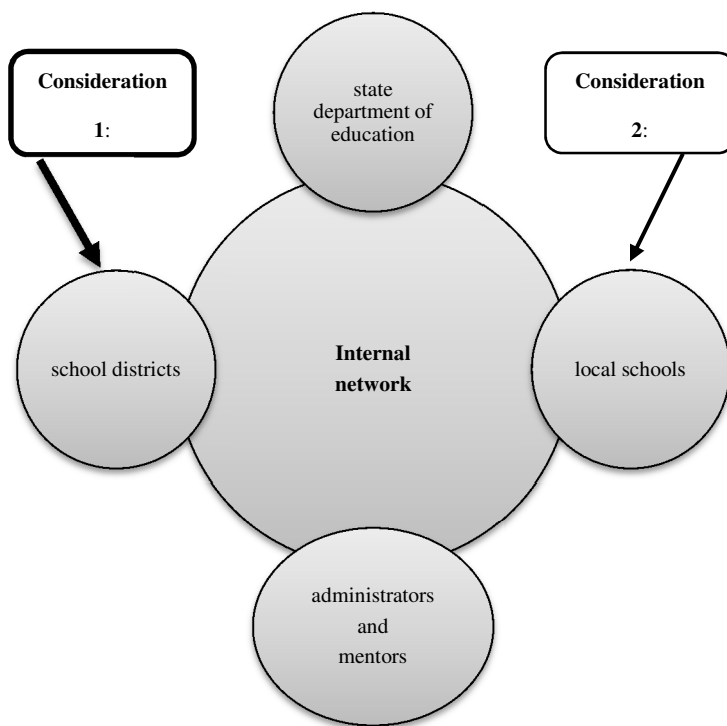 Consideration
1:
state
department of
education
Consideration
2:
school districts
Internal
network
local schools
administrators
and
mentors